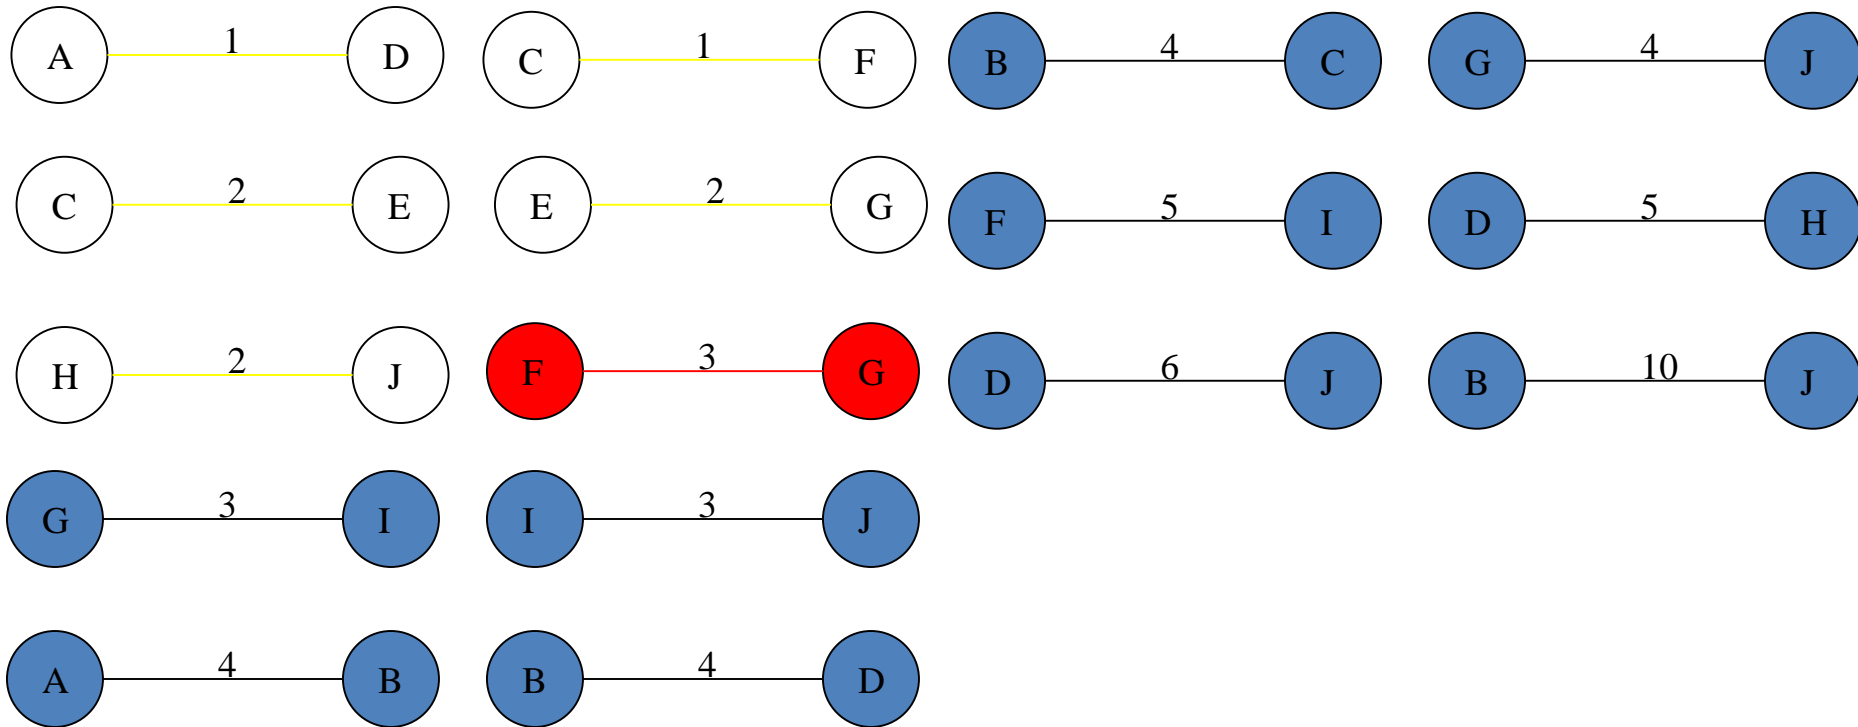 A 1 D C 1 F B 4 C G 4 J
C 2 E E 2 G F 5 I D 5 H
H 2 J F 3 G D 6 J B 10 J
G 3 I I 3 J
A 4 B B 4 D